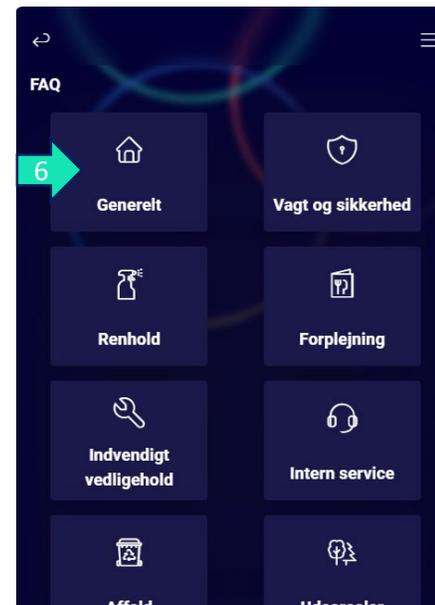 FAQ
6
Generelt
Vagt og sikkerhed
Renhold
Forplejning
Indvendigt
vedligehold
Intern service